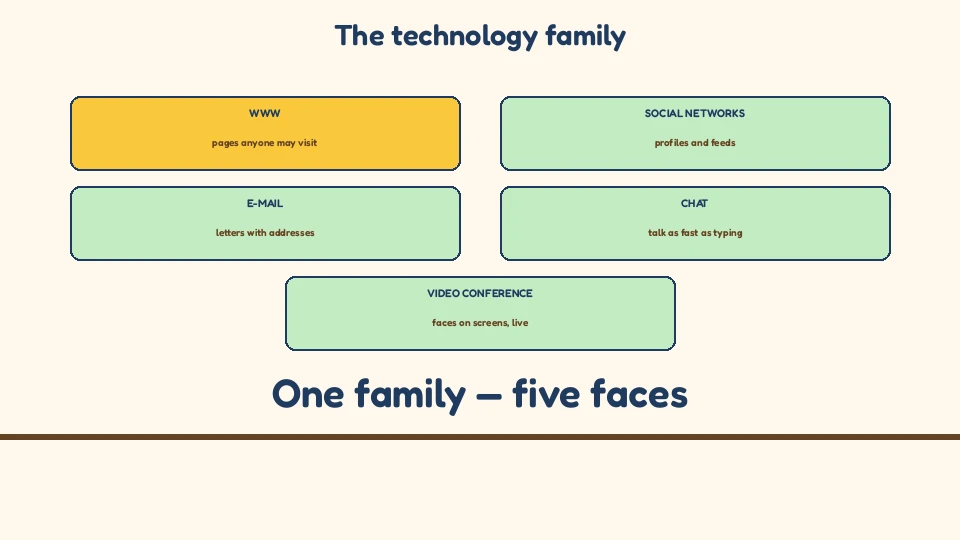 The technology family
WWW
pages anyone may visit
SOCIAL NETWORKS
profiles and feeds
E-MAIL
letters with addresses
CHAT
talk as fast as typing
VIDEO CONFERENCE
faces on screens, live
One family — five faces